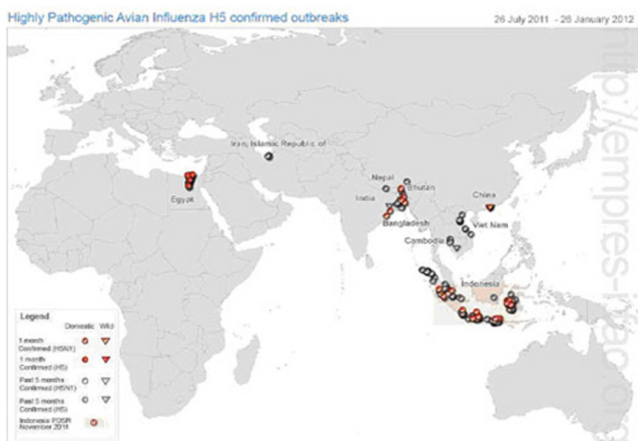 Highly Pathogenic Avian Influenza H5 confirmed outbreaks
26 July 2011 - 26 January 2012
Iran, Islamic Republic of
Nepal
Bhutan
India
China
Egypt
Bangladesh
Viet Nam
Cambodia
Indonesia
Legend
Domestic Wild
1 month
Confirmed (H5N1)
1 month
Confirmed (H5)
Past 5 months
Confirmed (H5N1)
Past 5 months
Confirmed (H5)
Indonesia PDSR
November 2011
http://empres-i.fao.org